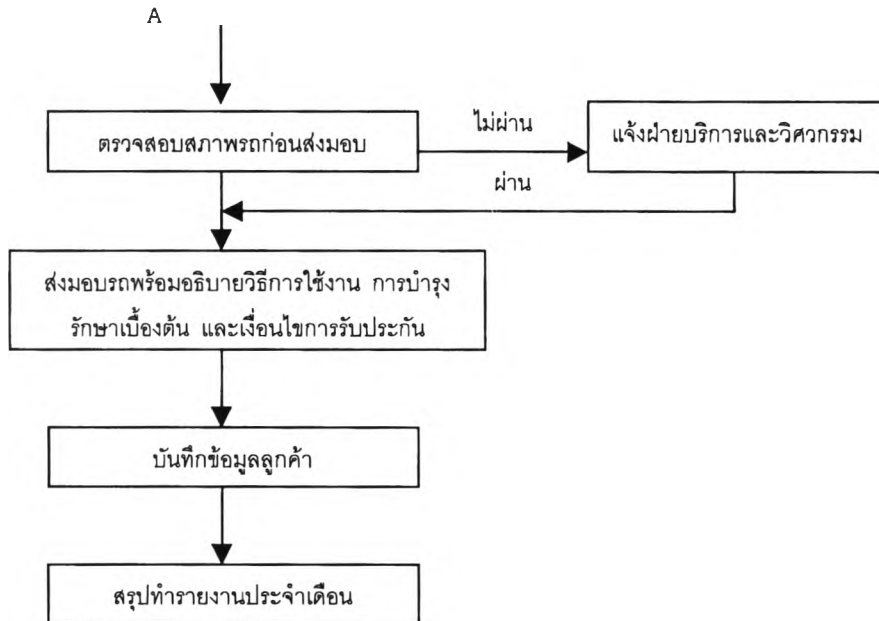 A
ตรวจสอบสภาพรถก่อนส่งมอบ
ไม่ผ่าน
แจ้งฝ่ายบริการและวิศวกรรม
ผ่าน
ส่งมอบรถพร้อมอธิบายวิธีการใช้งาน การบำรุง
รักษาเบื้องต้น และเงื่อนไขการรับประกัน
บันทึกข้อมูลลูกค้า
สรุปทำรายงานประจำเดือน